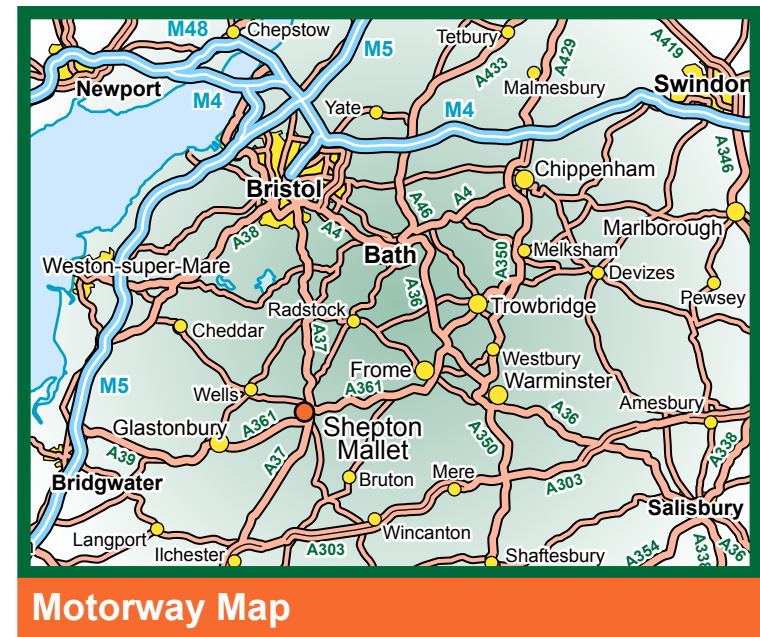 M48
Chepstow
M5
Tetbury
A429
A419
A433
Newport
Malmesbury
Swindon
M4
Yate
M4
A346
Chippenham
Bristol
A46
A4
Marlborough
A38
A4
Bath
A350
Melksham
Weston-super-Mare
Devizes
A36
Pewsey
Radstock
Trowbridge
Cheddar
A37
Westbury
Frome
M5
Wells
A361
Warminster
Amesbury
Glastonbury
A361
Shepton
Mallet
A36
A350
A338
A39
A37
Bruton
Mere
A303
Bridgwater
Salisbury
Langport
Wincanton
Ilchester
A303
Shaftesbury
A354
A338
A36
Motorway Map